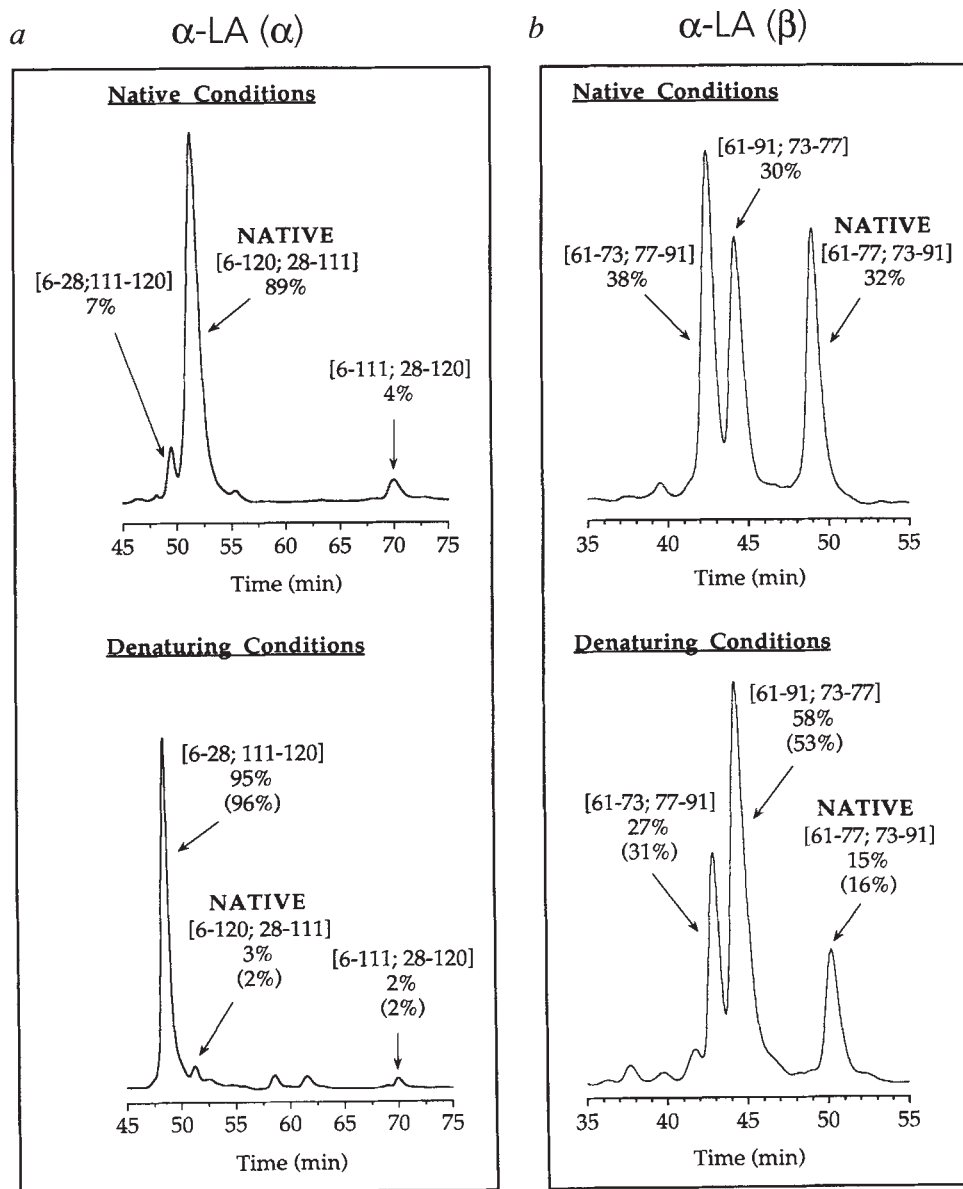 a α-LA (α)
Native Conditions
[6-28;111-120]
7%
NATIVE
[6-120; 28-111]
89%
[6-111; 28-120]
4%
45 50 55 60 65 70 75
Time (min)
Denaturing Conditions
[6-28; 111-120]
95%
(96%)
NATIVE
[6-120; 28-111]
3%
(2%)
[6-111; 28-120]
2%
(2%)
45 50 55 60 65 70 75
Time (min)
b α-LA (β)
Native Conditions
[61-73; 77-91]
38%
[61-91; 73-77]
30%
NATIVE
[61-77; 73-91]
32%
35 40 45 50 55
Time (min)
Denaturing Conditions
[61-73; 77-91]
27%
(31%)
[61-91; 73-77]
58%
(53%)
NATIVE
[61-77; 73-91]
15%
(16%)
35 40 45 50 55
Time (min)